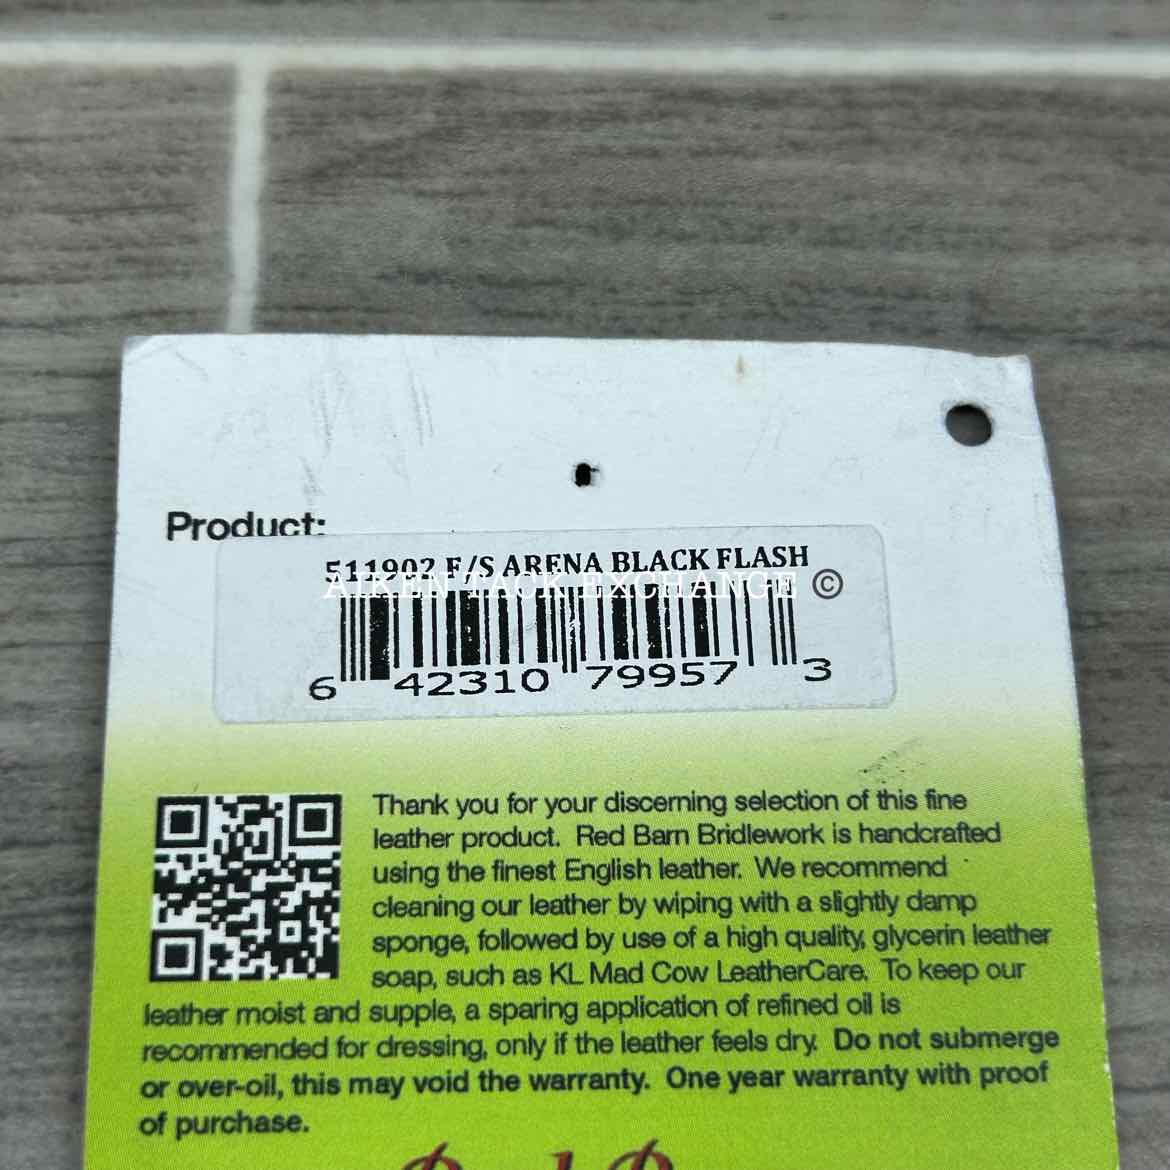 Product:
511902 F/S ARENA BLACK FLASH
AIKEN TACK EXCHANGE ©
6 42310 79957 3
Thank you for your discerning selection of this fine
leather product. Red Barn Bridlework is handcrafted
using the finest English leather. We recommend
cleaning our leather by wiping with a slightly damp
sponge, followed by use of a high quality, glycerin leather
soap, such as KL Mad Cow LeatherCare. To keep our
leather moist and supple, a sparing application of refined oil is
recommended for dressing, only if the leather feels dry. Do not submerge
or over-oil, this may void the warranty. One year warranty with proof
of purchase.